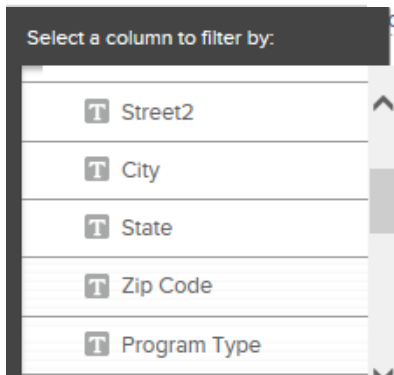 Select a column to filter by:
T Street2
T City
T State
T Zip Code
T Program Type